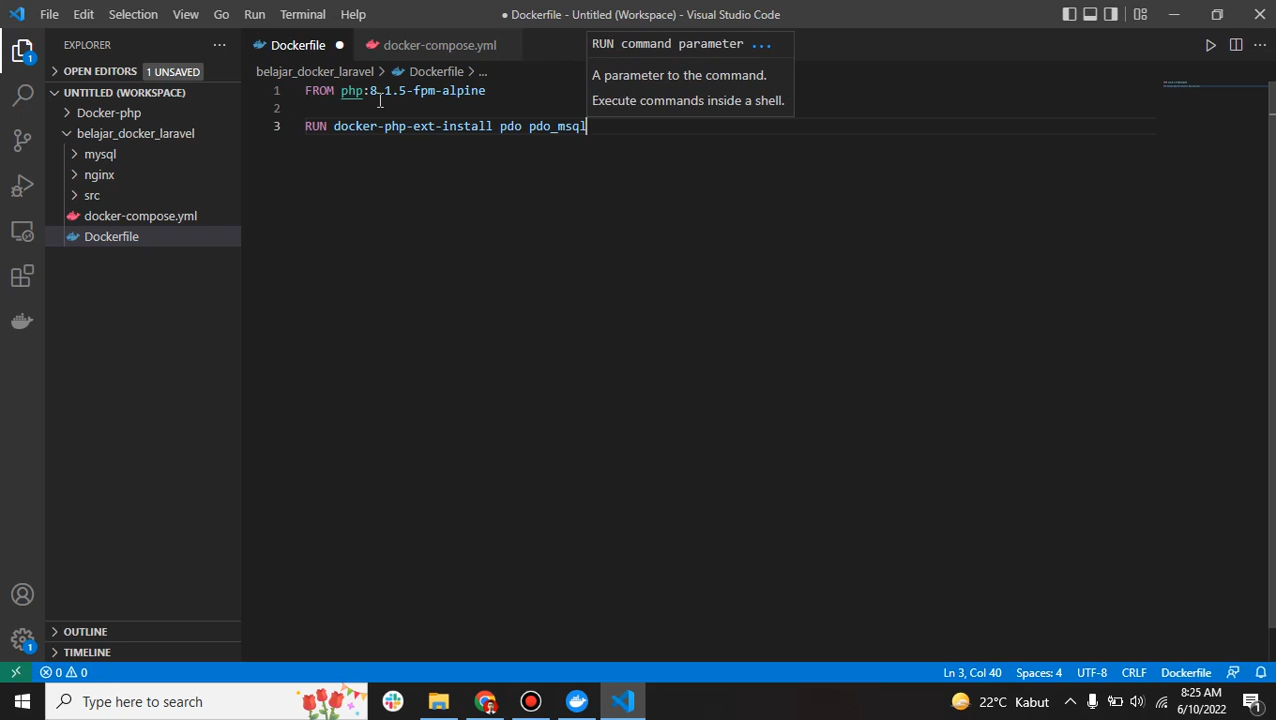 File Edit Selection View Go Run Terminal Help
● Dockerfile - Untitled (Workspace) - Visual Studio Code
EXPLORER
Dockerfile
docker-compose.yml
RUN command parameter ...
A parameter to the command.
Execute commands inside a shell.
OPEN EDITORS 1 UNSAVED
UNTITLED (WORKSPACE)
Docker-php
belajar_docker_laravel
mysql
nginx
src
docker-compose.yml
Dockerfile
belajar_docker_laravel > Dockerfile > ...
1 FROM php:8.1.5-fpm-alpine
2
3 RUN docker-php-ext-install pdo pdo_msql
1
1
OUTLINE
TIMELINE
0 0
Ln 3, Col 40 Spaces: 4 UTF-8 CRLF Dockerfile
Type here to search
22°C Kabut
8:25 AM
6/10/2022
1